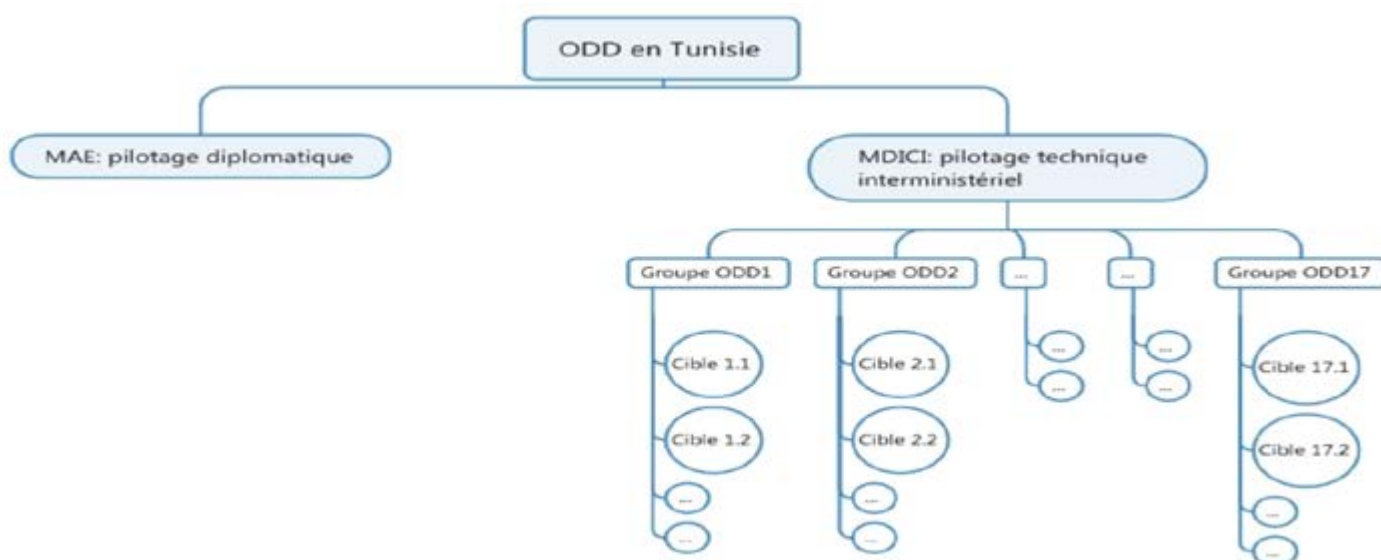 ODD en Tunisie
MAE: pilotage diplomatique
MDICI: pilotage technique
interministériel
Groupe ODD1
Groupe ODD2
...
...
Groupe ODD17
Cible 1.1
Cible 1.2
...
...
Cible 2.1
Cible 2.2
...
...
...
...
...
...
Cible 17.1
Cible 17.2
...
...